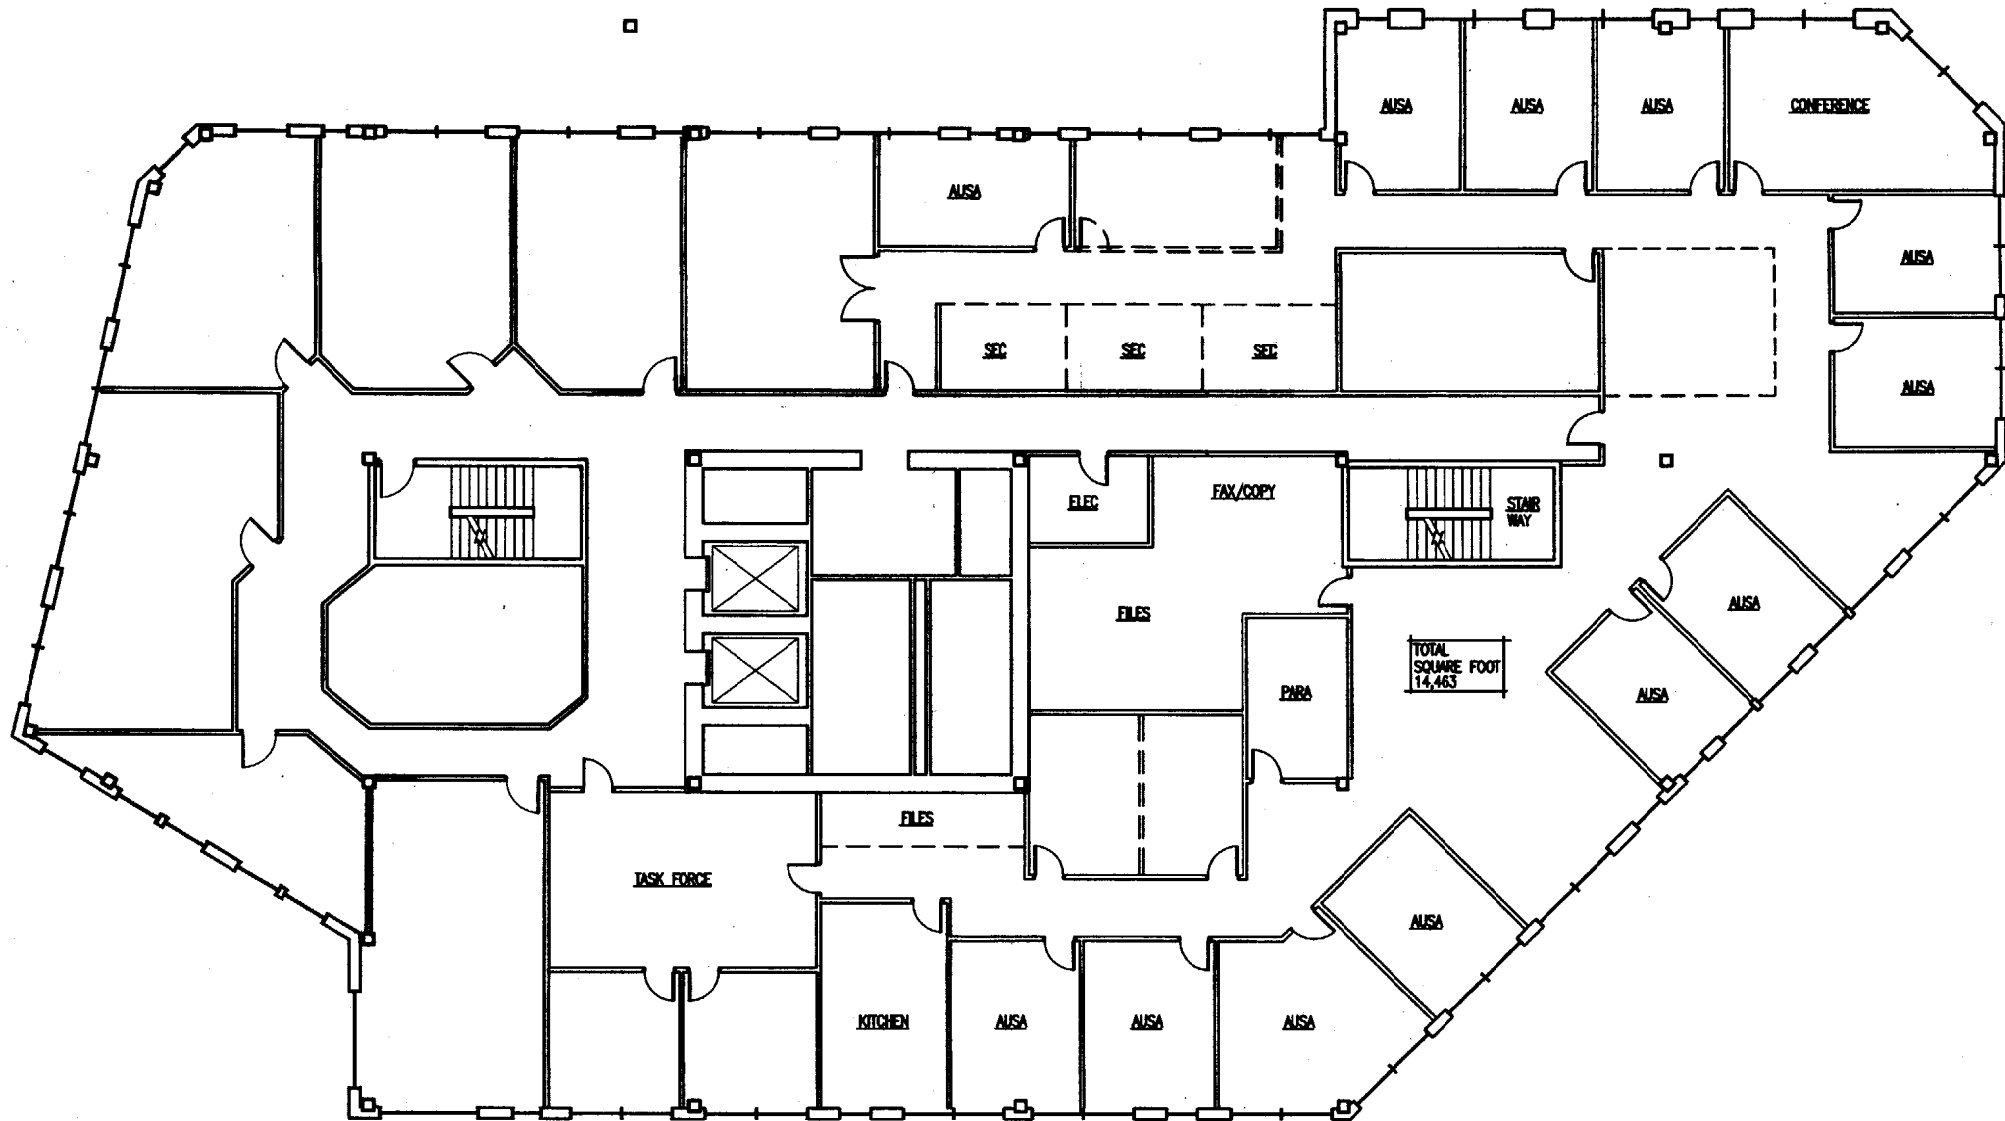 AUSA
AUSA
AUSA
CONFERENCE
AUSA
AUSA
SEC
SEC
SEC
AUSA
ELEC
FAX/COPY
STAIR
WAY
FILES
AUSA
TOTAL
SQUARE FOOT
14,463
PARA
AUSA
FILES
TASK FORCE
AUSA
KITCHEN
AUSA
AUSA
AUSA